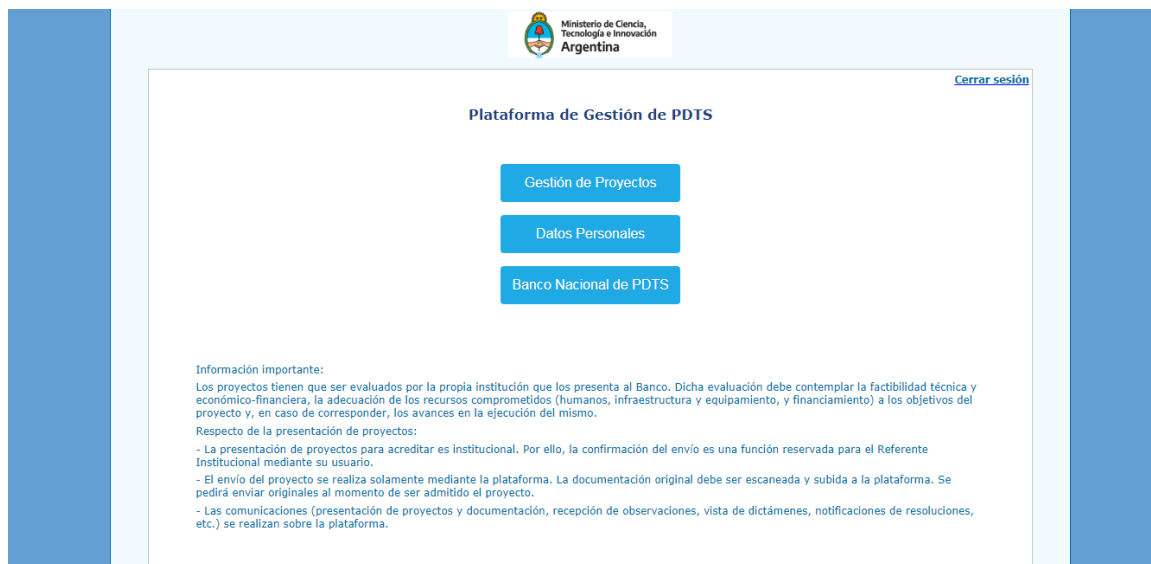 Ministerio de Ciencia,
Tecnología e Innovación
Argentina
Cerrar sesión
Plataforma de Gestión de PDTS
Gestión de Proyectos
Datos Personales
Banco Nacional de PDTS
Información importante:
Los proyectos tienen que ser evaluados por la propia institución que los presenta al Banco. Dicha evaluación debe contemplar la factibilidad técnica y
económico-financiera, la adecuación de los recursos comprometidos (humanos, infraestructura y equipamiento, y financiamiento) a los objetivos del
proyecto y, en caso de corresponder, los avances en la ejecución del mismo.
Respecto de la presentación de proyectos:
- La presentación de proyectos para acreditar es institucional. Por ello, la confirmación del envío es una función reservada para el Referente
Institucional mediante su usuario.
- El envío del proyecto se realiza solamente mediante la plataforma. La documentación original debe ser escaneada y subida a la plataforma. Se
pedirá enviar originales al momento de ser admitido el proyecto.
- Las comunicaciones (presentación de proyectos y documentación, recepción de observaciones, vista de dictámenes, notificaciones de resoluciones,
etc.) se realizan sobre la plataforma.